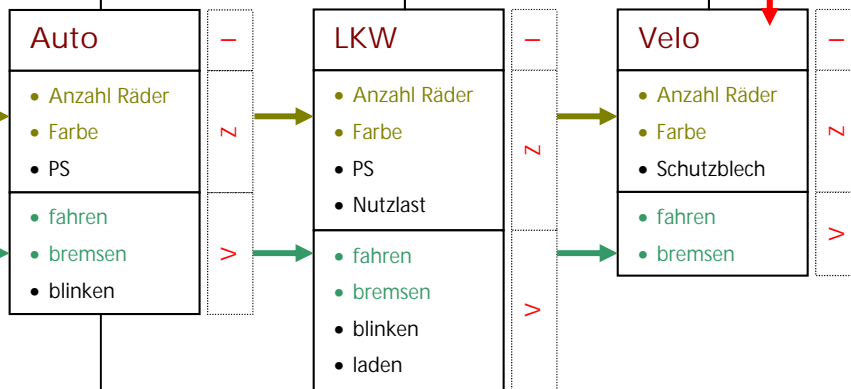 Auto
I
• Anzahl Räder
• Farbe
• PS
Z
• fahren
• bremsen
• blinken
V
LKW
I
• Anzahl Räder
• Farbe
• PS
• Nutzlast
Z
• fahren
• bremsen
• blinken
• laden
V
Velo
I
• Anzahl Räder
• Farbe
• Schutzblech
Z
• fahren
• bremsen
V